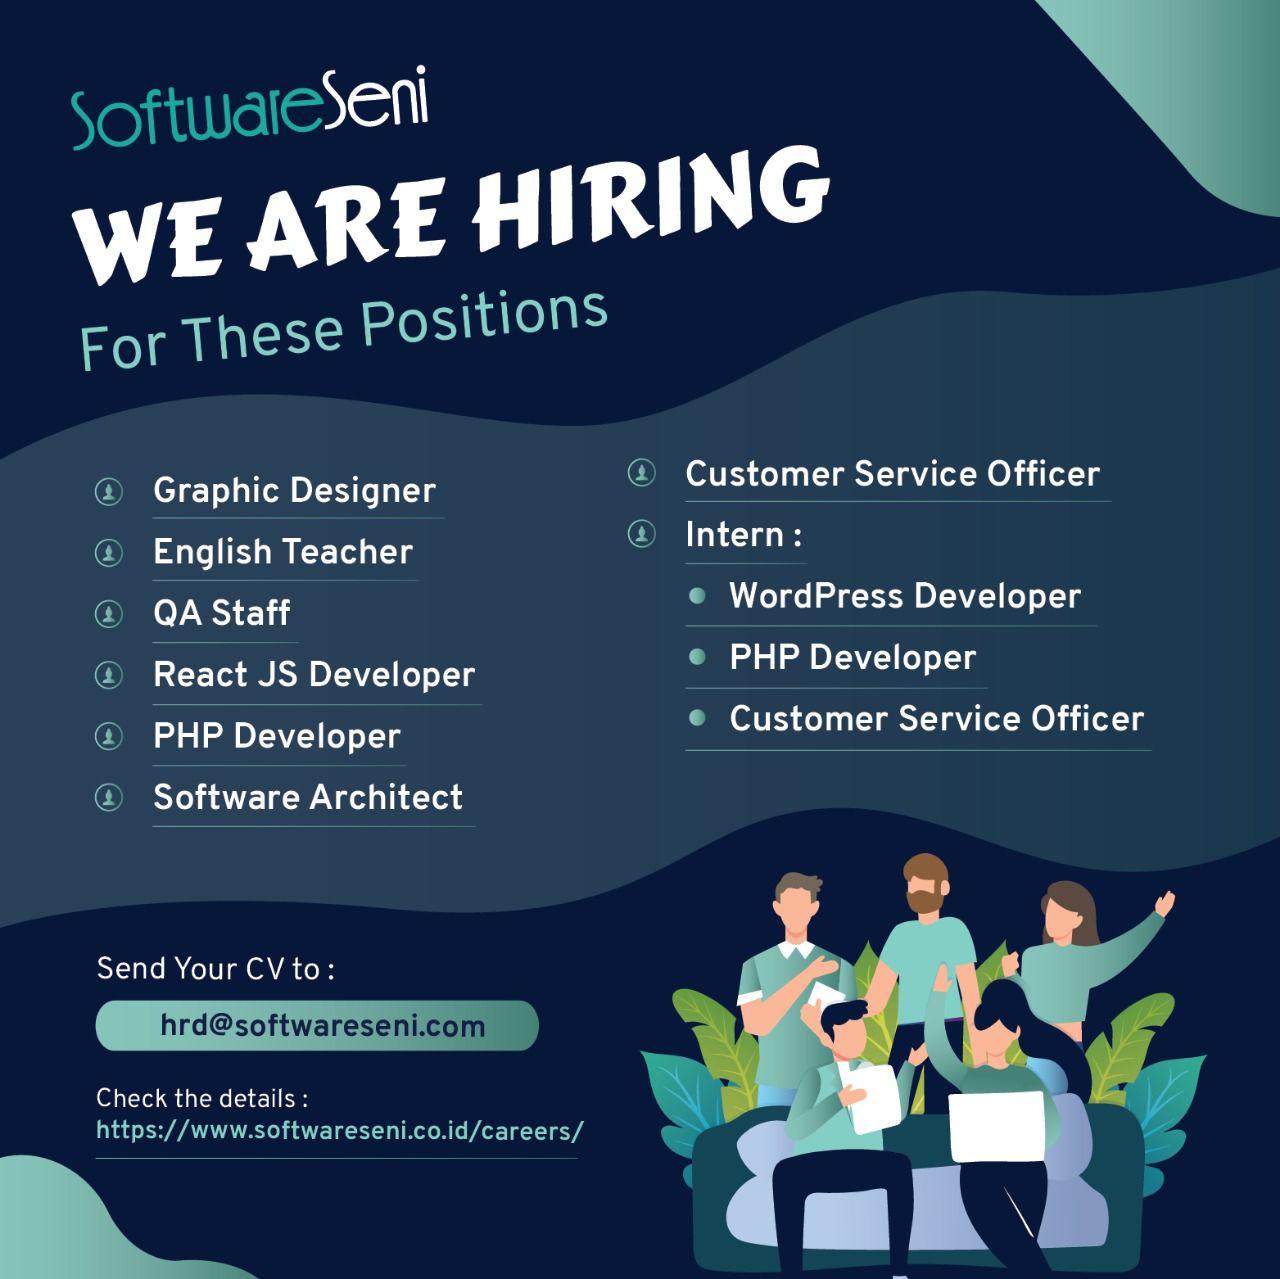 SoftwareSeni
WE ARE HIRING
For These Positions
Graphic Designer
English Teacher
QA Staff
React JS Developer
PHP Developer
Software Architect
Customer Service Officer
Intern :
WordPress Developer
PHP Developer
Customer Service Officer
Send Your CV to :
hrd@softwareseni.com
Check the details :
https://www.softwareseni.co.id/careers/